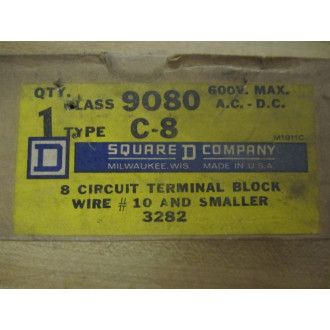 QTY. CLASS 9080 600V. MAX.
1 TYPE C-8 A.C. - D.C.
M1911C
D SQUARE D COMPANY
MILWAUKEE, WIS. MADE IN U.S.A.
8 CIRCUIT TERMINAL BLOCK
WIRE # 10 AND SMALLER
3282